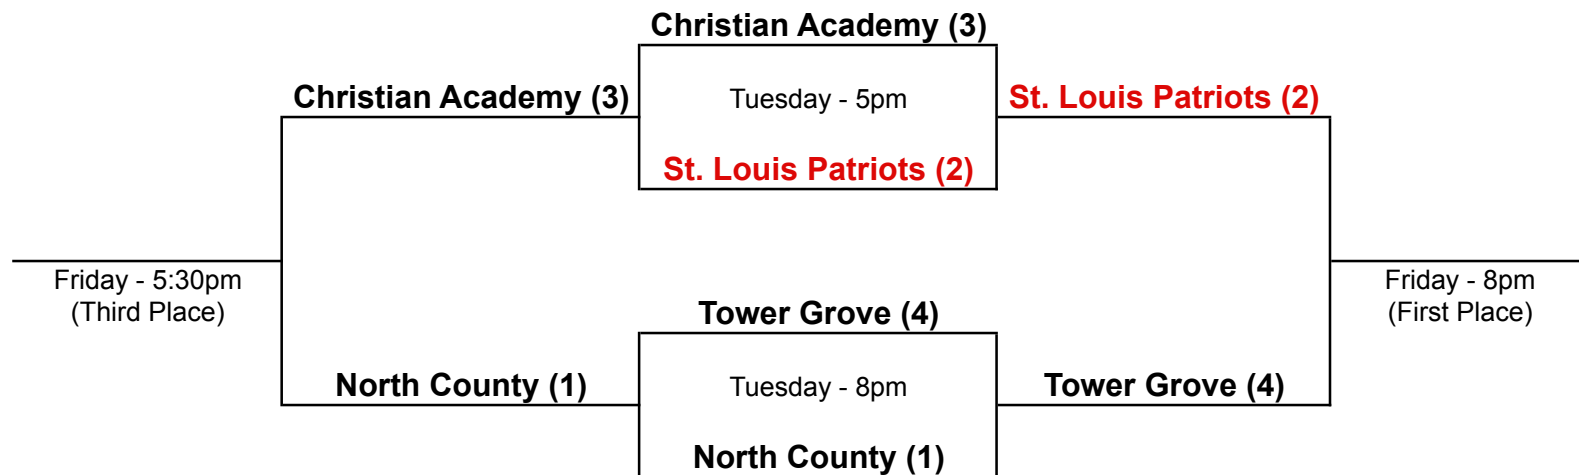 Christian Academy (3)
Christian Academy (3)
Tuesday - 5pm
St. Louis Patriots (2)
St. Louis Patriots (2)
Friday - 5:30pm
(Third Place)
Friday - 8pm
(First Place)
Tower Grove (4)
North County (1)
Tuesday - 8pm
Tower Grove (4)
North County (1)